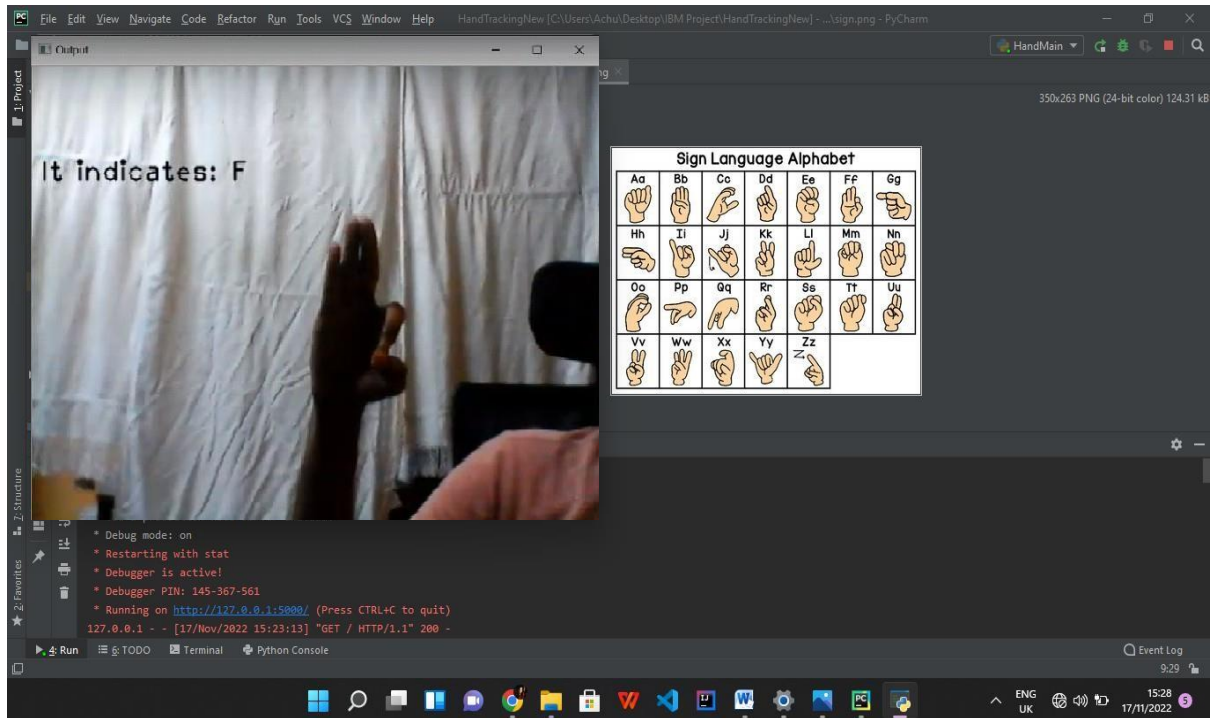 File Edit View Navigate Code Refactor Run Tools VCS Window Help HandTrackingNew [C:\Users\Achu\Desktop\IBM Project\HandTrackingNew] - ...\sign.png - PyCharm
Output
HandMain
ng
1: Project
350x263 PNG (24-bit color) 124.31 kB
It indicates: F
Sign Language Alphabet
Aa Bb Cc Dd Ee Ff Gg
Hh Ii Jj Kk Ll Mm Nn
Oo Pp Qq Rr Ss Tt Uu
Vv Ww Xx Yy Zz
Z
7: Structure
2: Favorites
* Debug mode: on
* Restarting with stat
* Debugger is active!
* Debugger PIN: 145-367-561
* Running on http://127.0.0.1:5000/ (Press CTRL+C to quit)
127.0.0.1 - - [17/Nov/2022 15:23:13] "GET / HTTP/1.1" 200 -
4: Run 6: TODO Terminal Python Console Event Log
9:29
ENG
UK
15:28
17/11/2022
5